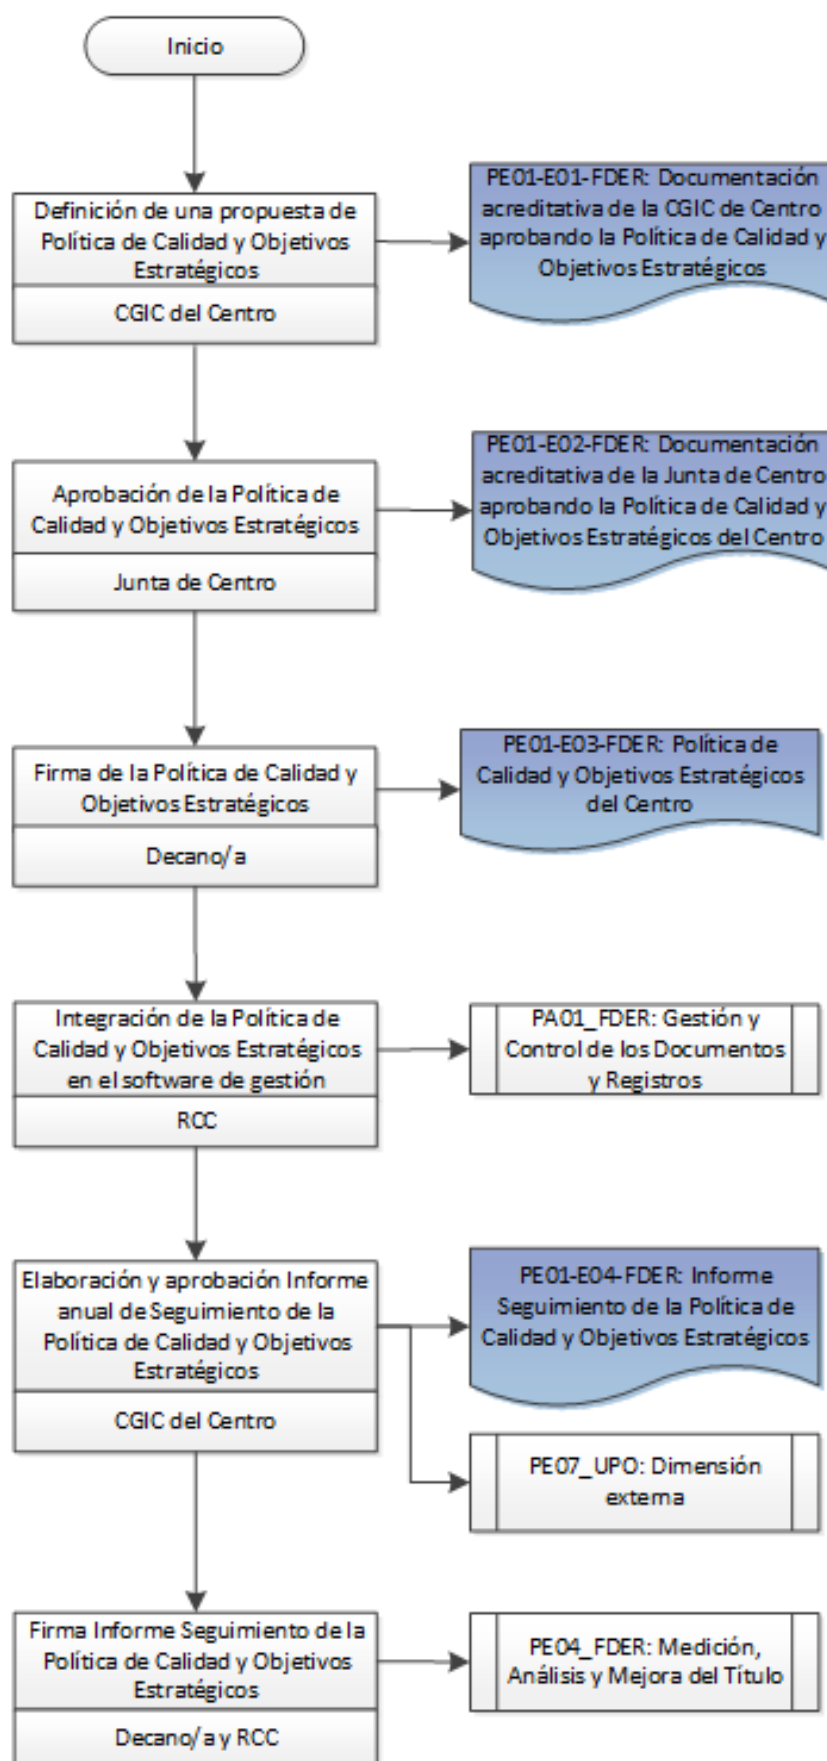 Inicio
Definición de una propuesta de
Política de Calidad y Objetivos
Estratégicos
CGIC del Centro
PE01-E01-FDER: Documentación
acreditativa de la CGIC de Centro
aprobando la Política de Calidad y
Objetivos Estratégicos
Aprobación de la Política de
Calidad y Objetivos Estratégicos
Junta de Centro
PE01-E02-FDER: Documentación
acreditativa de la Junta de Centro
aprobando la Política de Calidad y
Objetivos Estratégicos del Centro
Firma de la Política de Calidad y
Objetivos Estratégicos
Decano/a
PE01-E03-FDER: Política de
Calidad y Objetivos Estratégicos
del Centro
Integración de la Política de
Calidad y Objetivos Estratégicos
en el software de gestión
RCC
PA01_FDER: Gestión y
Control de los Documentos
y Registros
Elaboración y aprobación Informe
anual de Seguimiento de la
Política de Calidad y Objetivos
Estratégicos
CGIC del Centro
PE01-E04-FDER: Informe
Seguimiento de la Política de
Calidad y Objetivos Estratégicos
PE07_UPO: Dimensión
externa
Firma Informe Seguimiento de la
Política de Calidad y Objetivos
Estratégicos
Decano/a y RCC
PE04_FDER: Medición,
Análisis y Mejora del Título